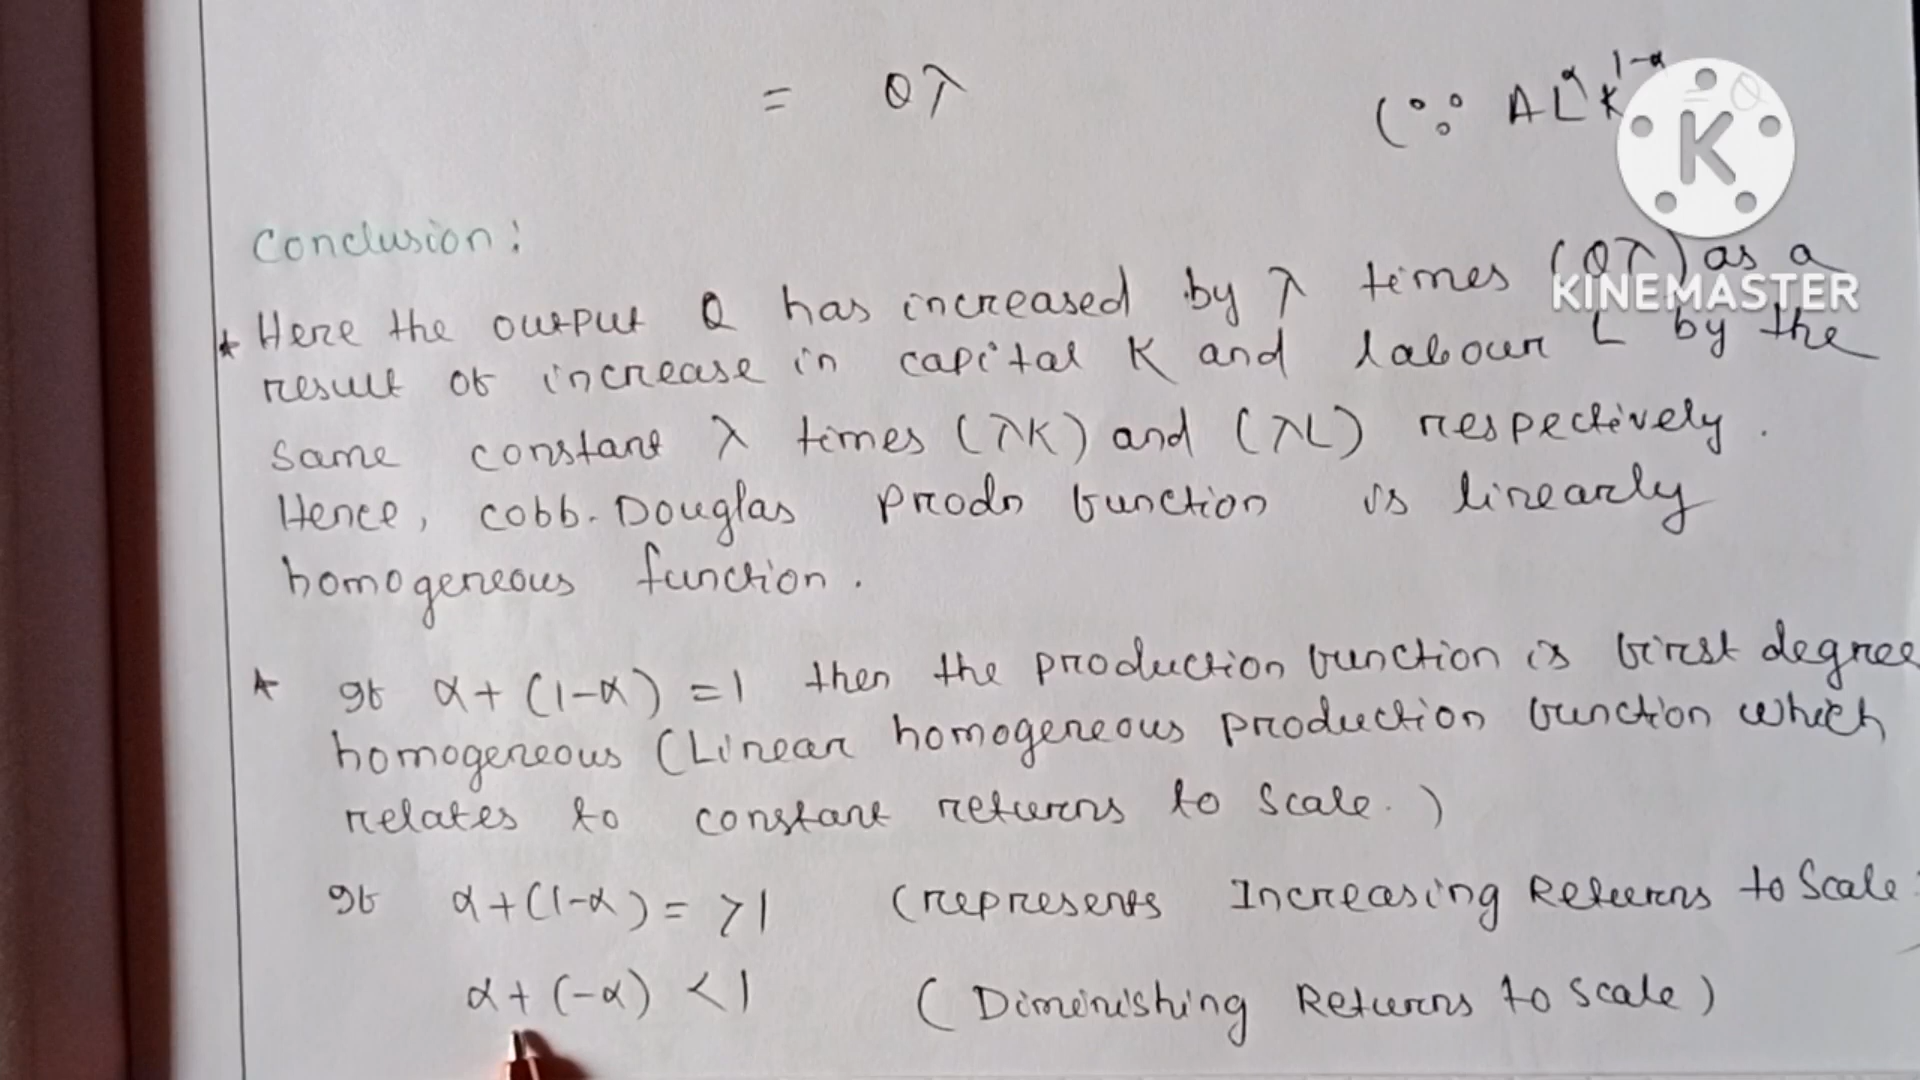 = Qλ (∵ A L^α K^1-α = Q
Conclusion:
* Here the output Q has increased by λ times (Qλ) as a
result of increase in capital K and labour L by the
same constant λ times (λK) and (λL) respectively.
Hence, cobb-Douglas prodn function is linearly
homogeneous function.
* If α + (1-α) = 1 then the production function is first degree
homogeneous (Linear homogeneous production function which
relates to constant returns to scale.)
If α + (1-α) = >1 (represents Increasing Returns to Scale
α + (-α) < 1 (Diminishing Returns to scale)
K
KINEMASTER